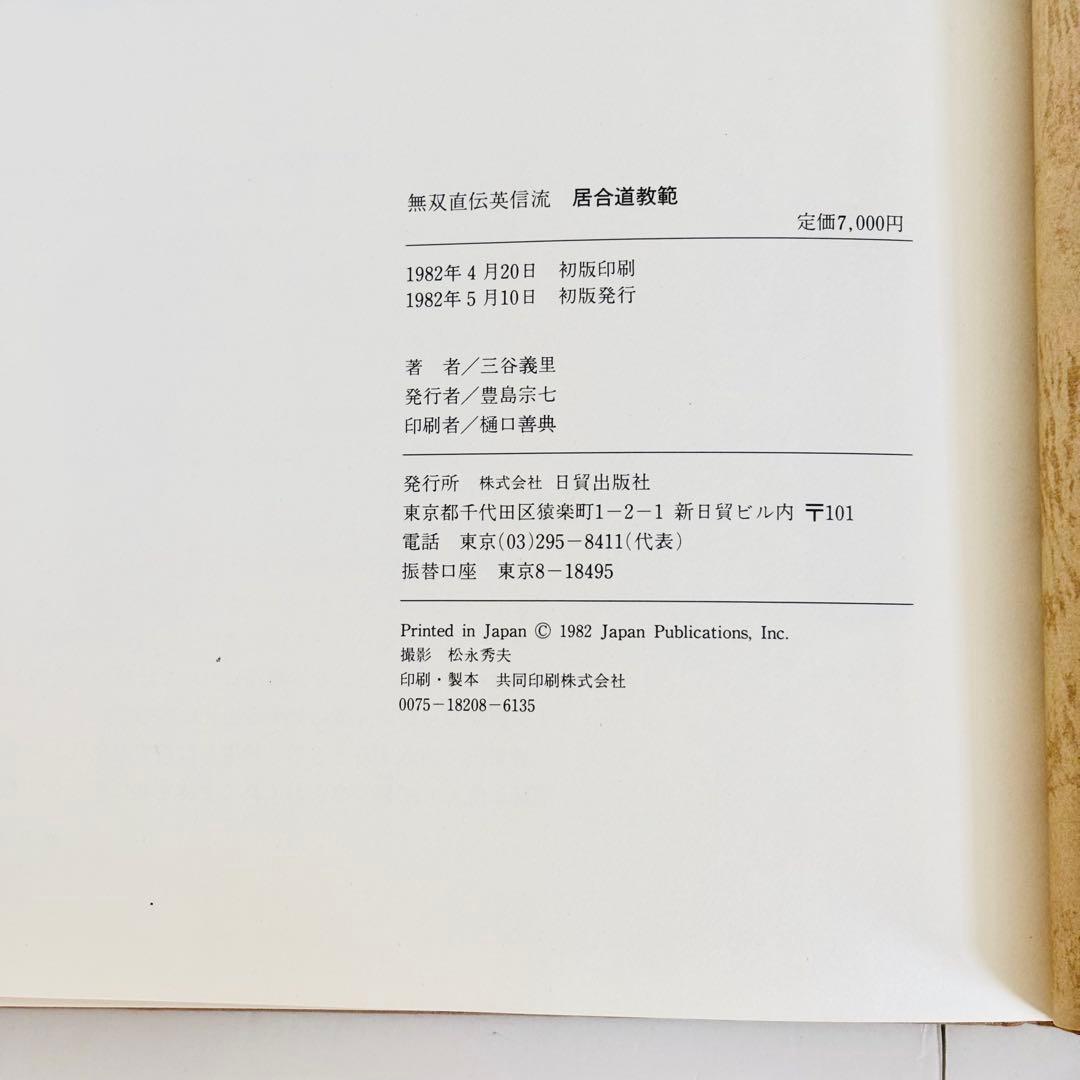 無双直伝英信流 居合道教範
定価7,000円
1982年4月20日 初版印刷
1982年5月10日 初版発行
著 者／三谷義里
発行者／豊島宗七
印刷者／樋口善典
発行所 株式会社 日貿出版社
東京都千代田区猿楽町1－2－1 新日貿ビル内 〒101
電話 東京(03)295－8411(代表)
振替口座 東京8－18495
Printed in Japan © 1982 Japan Publications, Inc.
撮影 松永秀夫
印刷・製本 共同印刷株式会社
0075－18208－6135